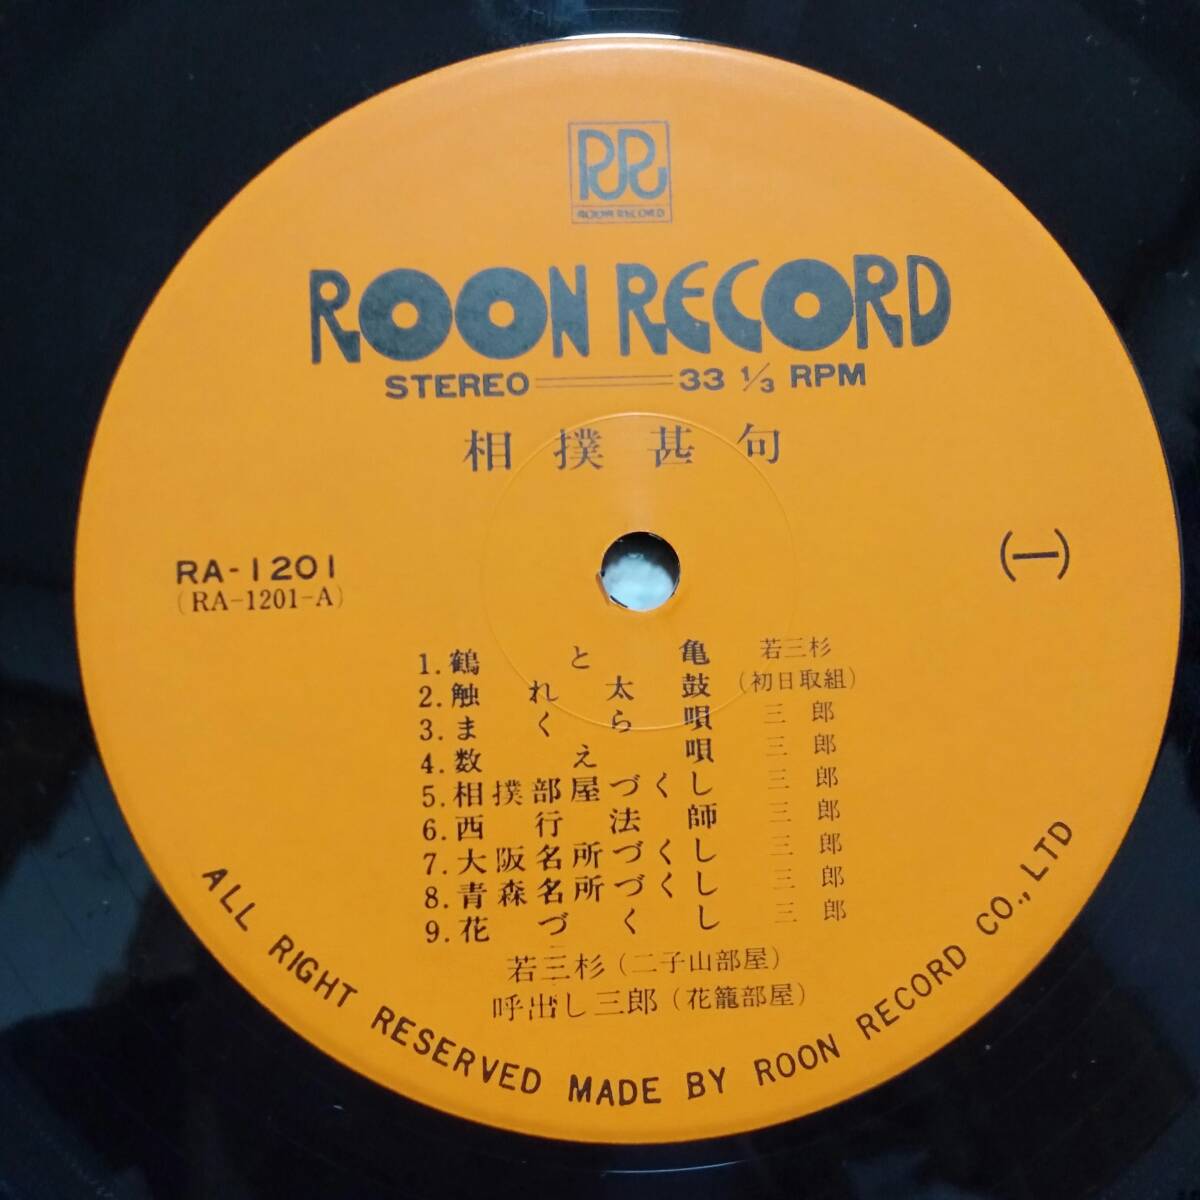 RR
ROON RECORD
ROON RECORD
STEREO 33 1/3 RPM
相撲甚句
RA-1201
(RA-1201-A)
(一)
1.鶴と亀 若三杉
2.触れ太鼓 (初日取組)
3.まくら唄 三郎
4.数え唄 三郎
5.相撲部屋づくし 三郎
6.西行法師 三郎
7.大阪名所づくし 三郎
8.青森名所づくし 三郎
9.花づくし 三郎
若三杉(二子山部屋)
呼出し三郎(花籠部屋)
ALL RIGHT RESERVED MADE BY ROON RECORD CO., LTD